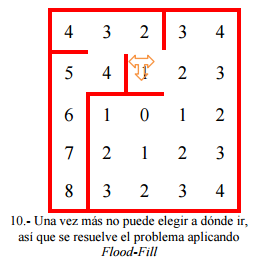 4 3 2 3 4
5 4 1 2 3
6 1 0 1 2
7 2 1 2 3
8 3 2 3 4
10.- Una vez más no puede elegir a dónde ir,
así que se resuelve el problema aplicando
Flood-Fill